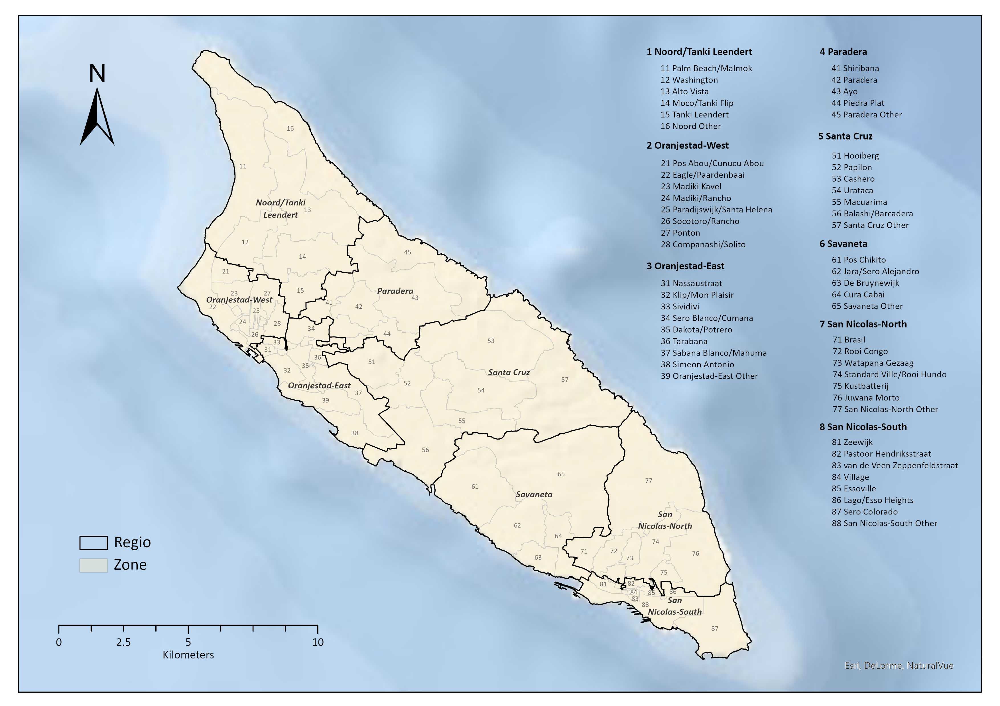 N
1 Noord/Tanki Leendert
11 Palm Beach/Malmok
12 Washington
13 Alto Vista
14 Moco/Tanki Flip
15 Tanki Leendert
16 Noord Other
2 Oranjestad-West
21 Pos Abou/Cunucu Abou
22 Eagle/Paardenbaai
23 Madiki Kavel
24 Madiki/Rancho
25 Paradijswijk/Santa Helena
26 Socotoro/Rancho
27 Ponton
28 Companashi/Solito
3 Oranjestad-East
31 Nassaustraat
32 Klip/Mon Plaisir
33 Sividivi
34 Sero Blanco/Cumana
35 Dakota/Potrero
36 Tarabana
37 Sabana Blanco/Mahuma
38 Simeon Antonio
39 Oranjestad-East Other
4 Paradera
41 Shiribana
42 Paradera
43 Ayo
44 Piedra Plat
45 Paradera Other
5 Santa Cruz
51 Hooiberg
52 Papilon
53 Cashero
54 Urataca
55 Macuarima
56 Balashi/Barcadera
57 Santa Cruz Other
6 Savaneta
61 Pos Chikito
62 Jara/Sero Alejandro
63 De Bruynewijk
64 Cura Cabai
65 Savaneta Other
7 San Nicolas-North
71 Brasil
72 Rooi Congo
73 Watapana Gezaag
74 Standard Ville/Rooi Hundo
75 Kustbatterij
76 Juwana Morto
77 San Nicolas-North Other
8 San Nicolas-South
81 Zeewijk
82 Pastoor Hendriksstraat
83 van de Veen Zeppenfeldstraat
84 Village
85 Essoville
86 Lago/Esso Heights
87 Sero Colorado
88 San Nicolas-South Other
16
11
Noord/Tanki
Leendert
13
12
14
15
21
23
27
Oranjestad-West
22
25
24
28
26
45
Paradera
43
41
42
44
34
33
31
36
35
32
Oranjestad-East
37
39
38
53
51
Santa Cruz
57
52
54
55
56
65
61
Savaneta
62
64
63
77
San
Nicolas-North
74
71
72
73
76
75
81
82
84
85
86
83
88
San
Nicolas-South
87
Regio
Zone
0
2.5
5
10
Kilometers
Esri, DeLorme, NaturalVue